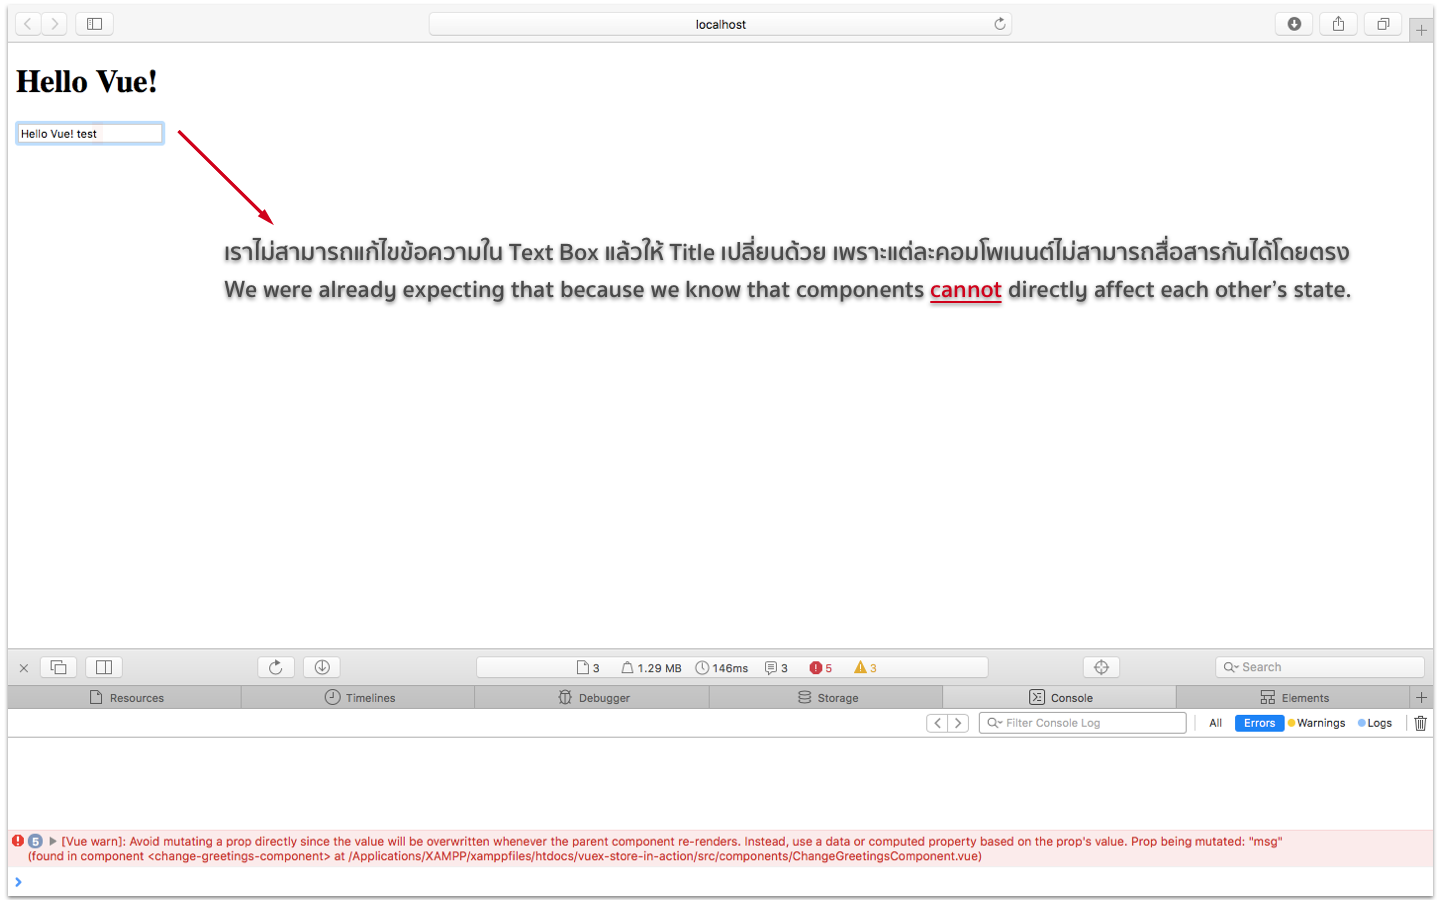 localhost
Hello Vue!
Hello Vue! test
เราไม่สามารถแก้ไขข้อความใน Text Box แล้วให้ Title เปลี่ยนด้วย เพราะแต่ละคอมโพเนนต์ไม่สามารถสื่อสารกันได้โดยตรง
We were already expecting that because we know that components cannot directly affect each other's state.
3 1.29 MB 146ms 3 5 3 Search
Resources Timelines Debugger Storage Console Elements
Filter Console Log All Errors Warnings Logs
5 [Vue warn]: Avoid mutating a prop directly since the value will be overwritten whenever the parent component re-renders. Instead, use a data or computed property based on the prop's value. Prop being mutated: "msg"
(found in component <change-greetings-component> at /Applications/XAMPP/xamppfiles/htdocs/vuex-store-in-action/src/components/ChangeGreetingsComponent.vue)